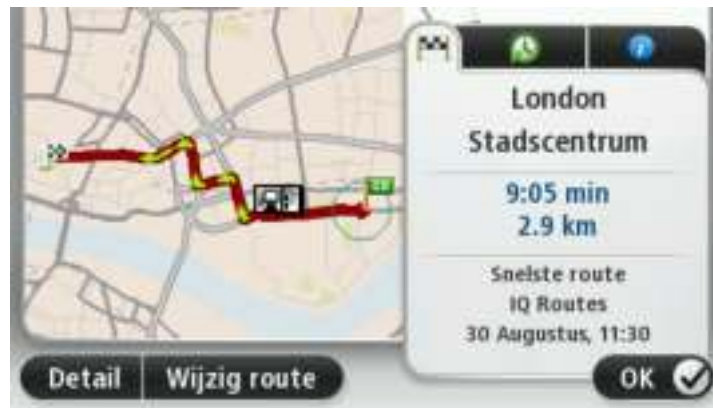 London
Stadscentrum
9:05 min
2.9 km
Snelste route
IQ Routes
30 Augustus, 11:30
Detail
Wijzig route
OK